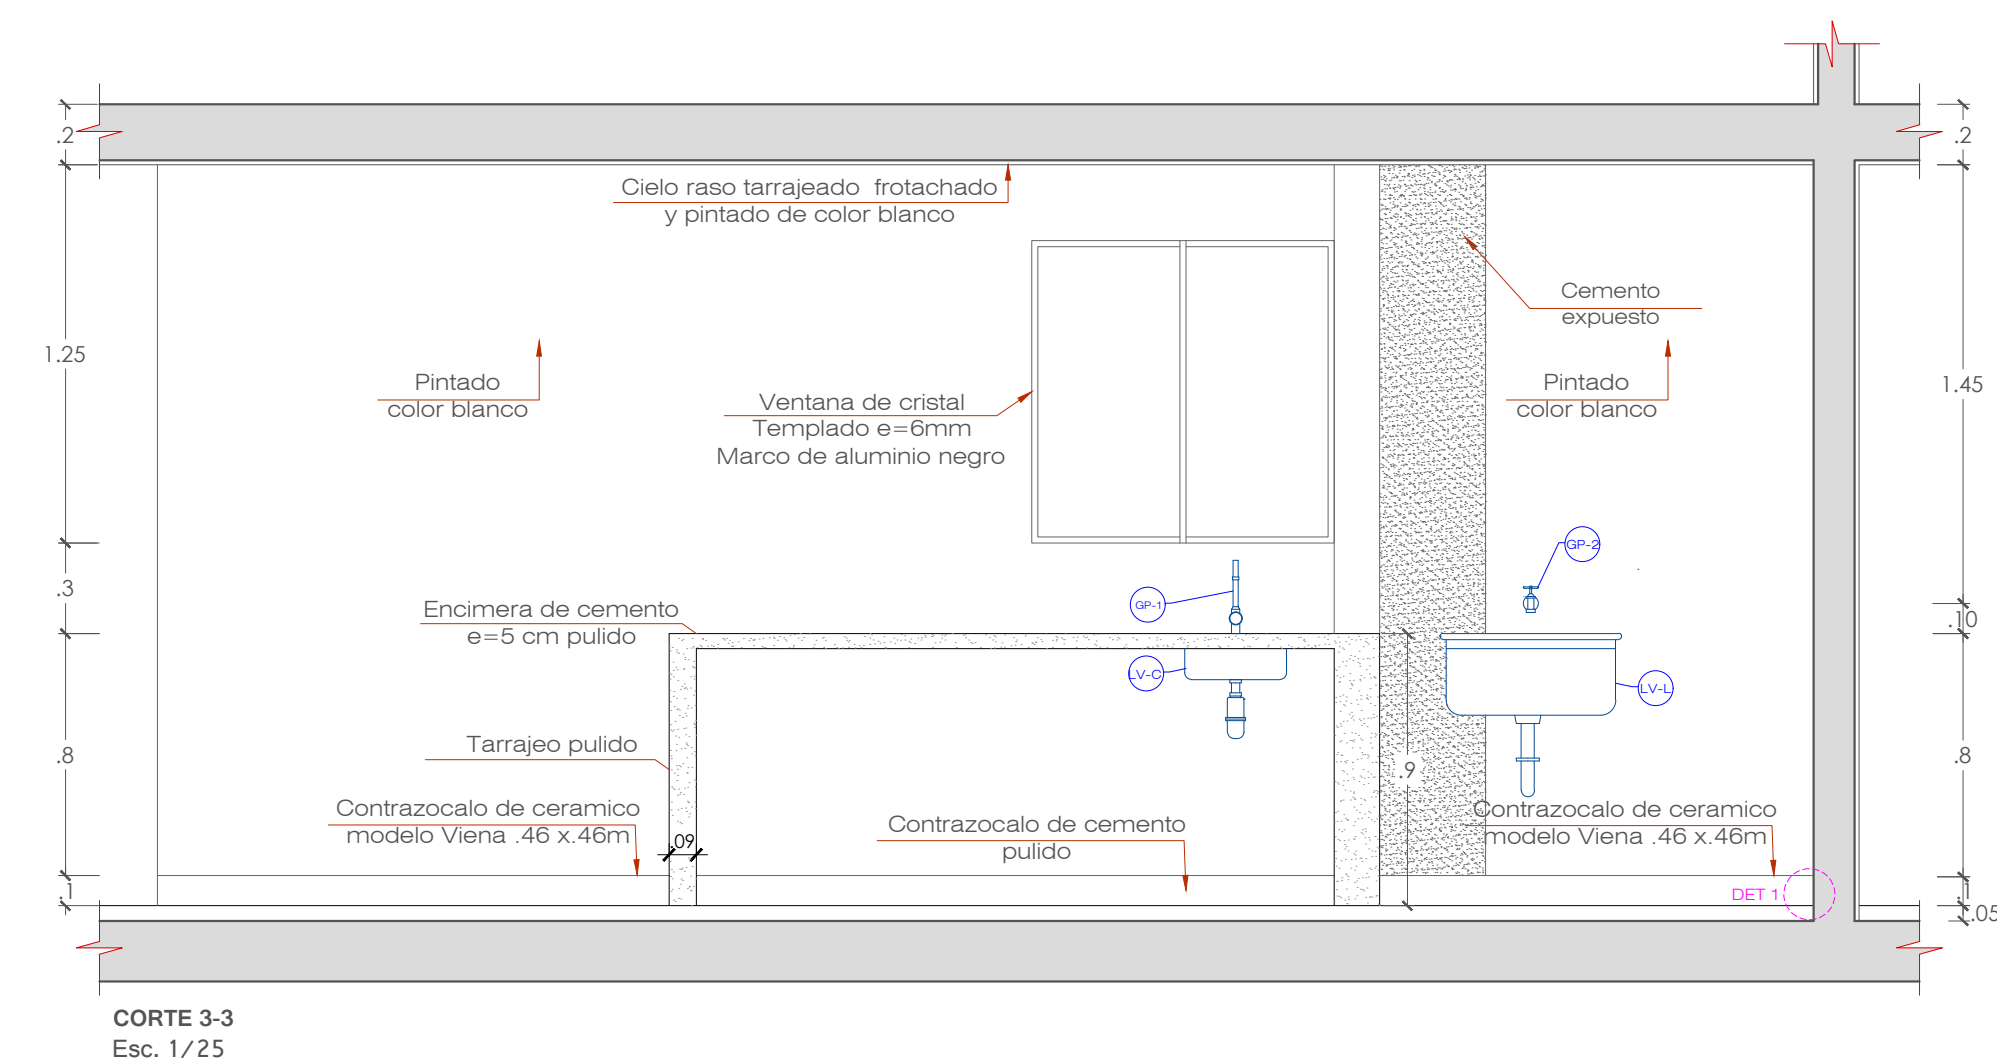 .2
.2
Cielo raso tarrajeado frotachado
y pintado de color blanco
Cemento
expuesto
1.25
Pintado
color blanco
Ventana de cristal
Templado e=6mm
Marco de aluminio negro
Pintado
color blanco
1.45
GP-2
.3
Encimera de cemento
e=5 cm pulido
GP-1
.10
LV-C
LV-L
.8
Tarrajeo pulido
.9
.8
Contrazocalo de ceramico
modelo Viena .46 x.46m
.09
Contrazocalo de cemento
pulido
Contrazocalo de ceramico
modelo Viena .46 x.46m
.1
DET 1
.1
.05
CORTE 3-3
Esc. 1/25